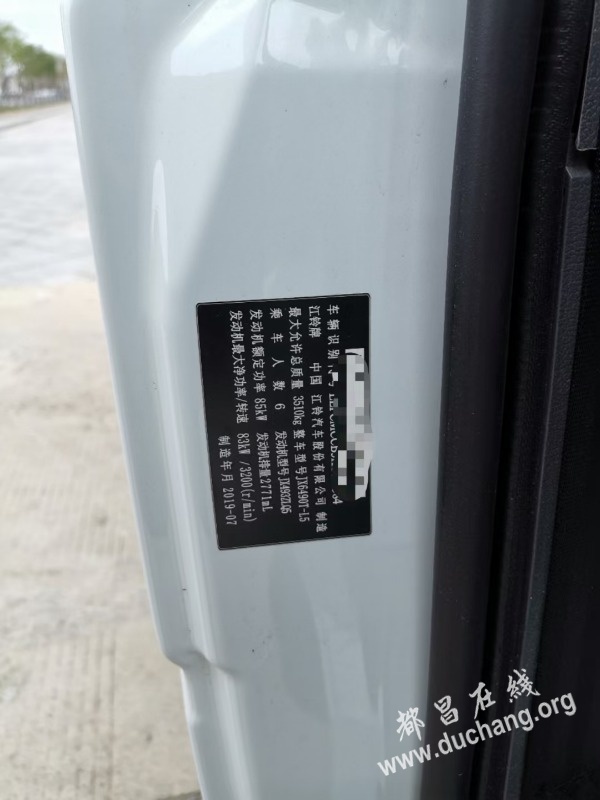 车辆识别
江铃牌 中国 江铃汽车股份有限公司 制造
最大允许总质量 3510kg 整车型号JX6490T-L5
乘车人数 6 发动机型号JX493ZLQ5
发动机额定功率 85kW 发动机排量2771mL
发动机最大净功率/转速 83kW /3200(r/min)
制造年月 2019-07
都昌在线
www.duchang.org